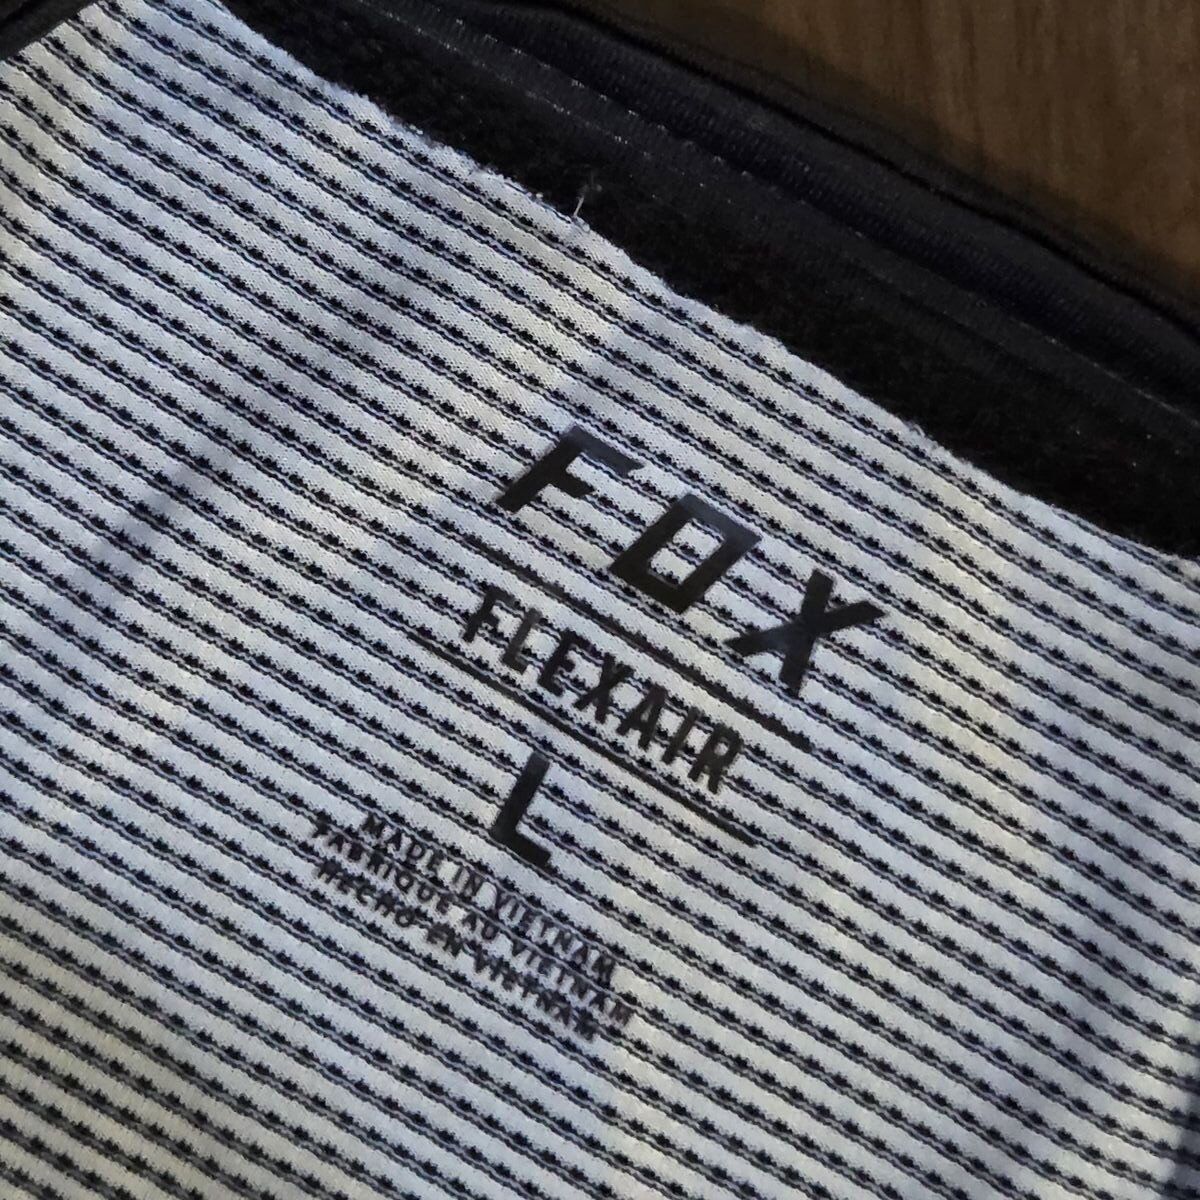 FOX
FLEXAIR
L
MADE IN VIETNAM
FABRIQUE AU VIETNAM
HECHO EN VIETNAM